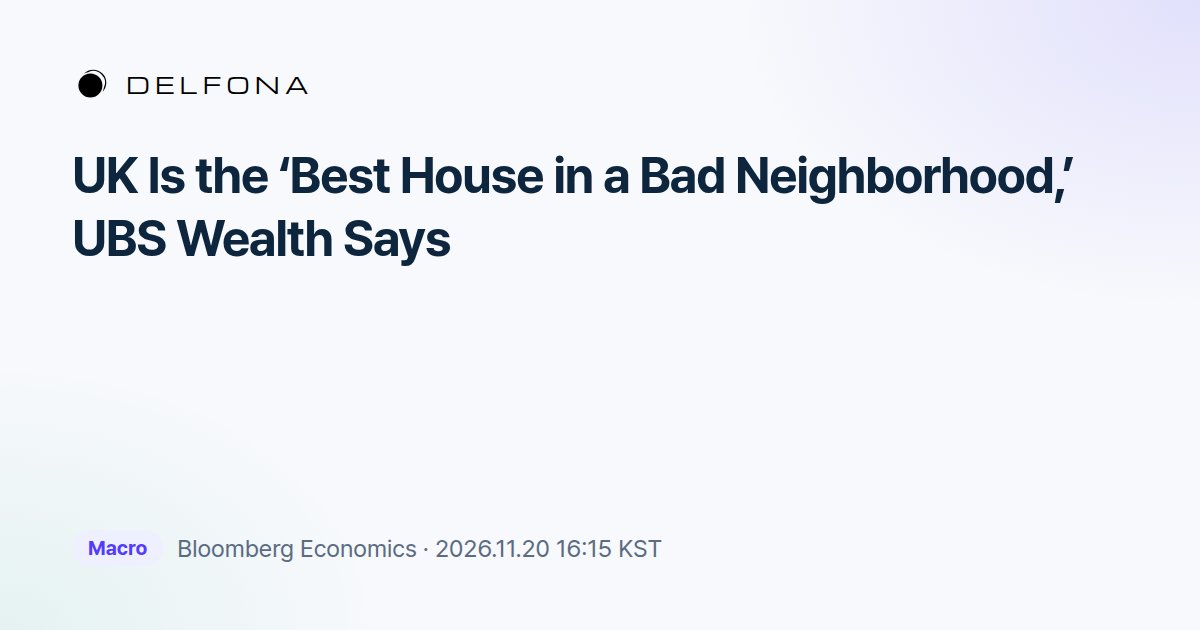 DELFONA
UK Is the ‘Best House in a Bad Neighborhood,’
UBS Wealth Says
Macro Bloomberg Economics · 2026.11.20 16:15 KST